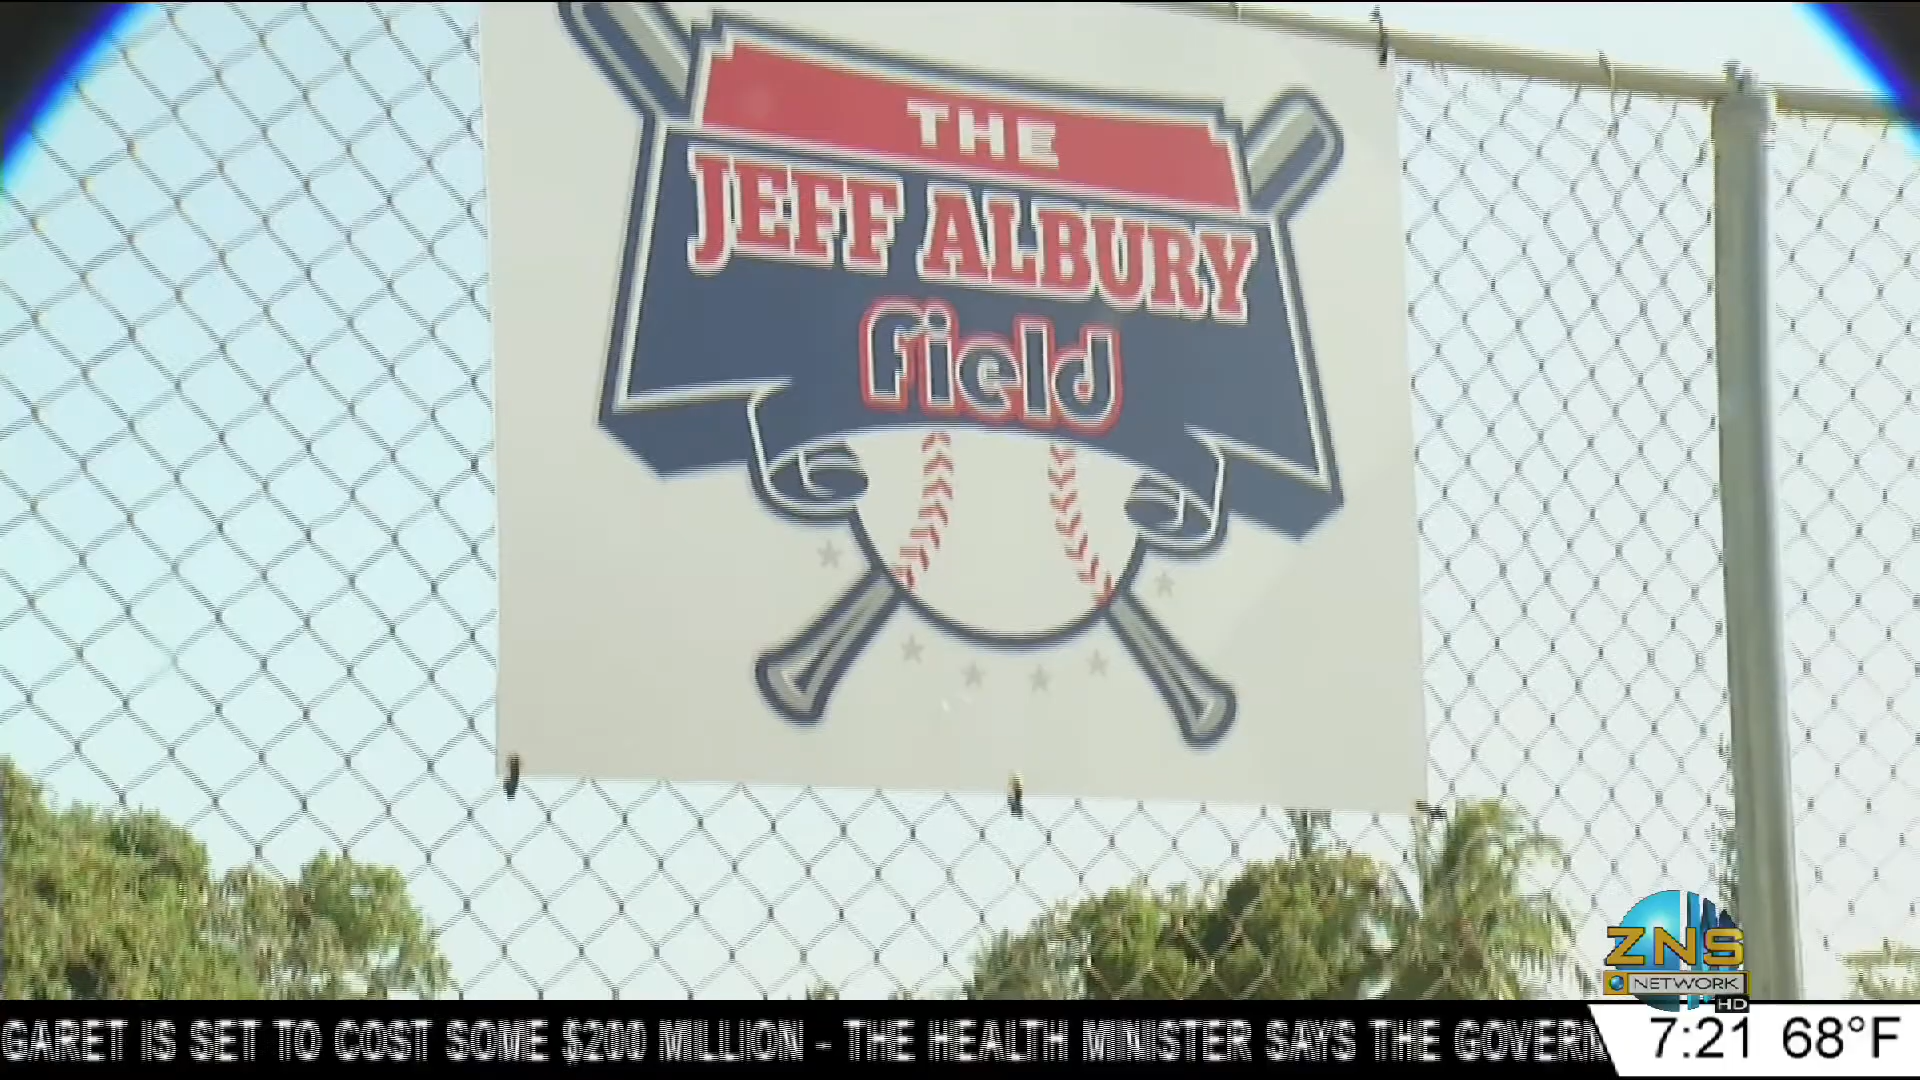 THE
JEFF ALBURY
Field
ZNS
NETWORK
HD
GARET IS SET TO COST SOME $200 MILLION – THE HEALTH MINISTER SAYS THE GOVERN
7:21 68°F